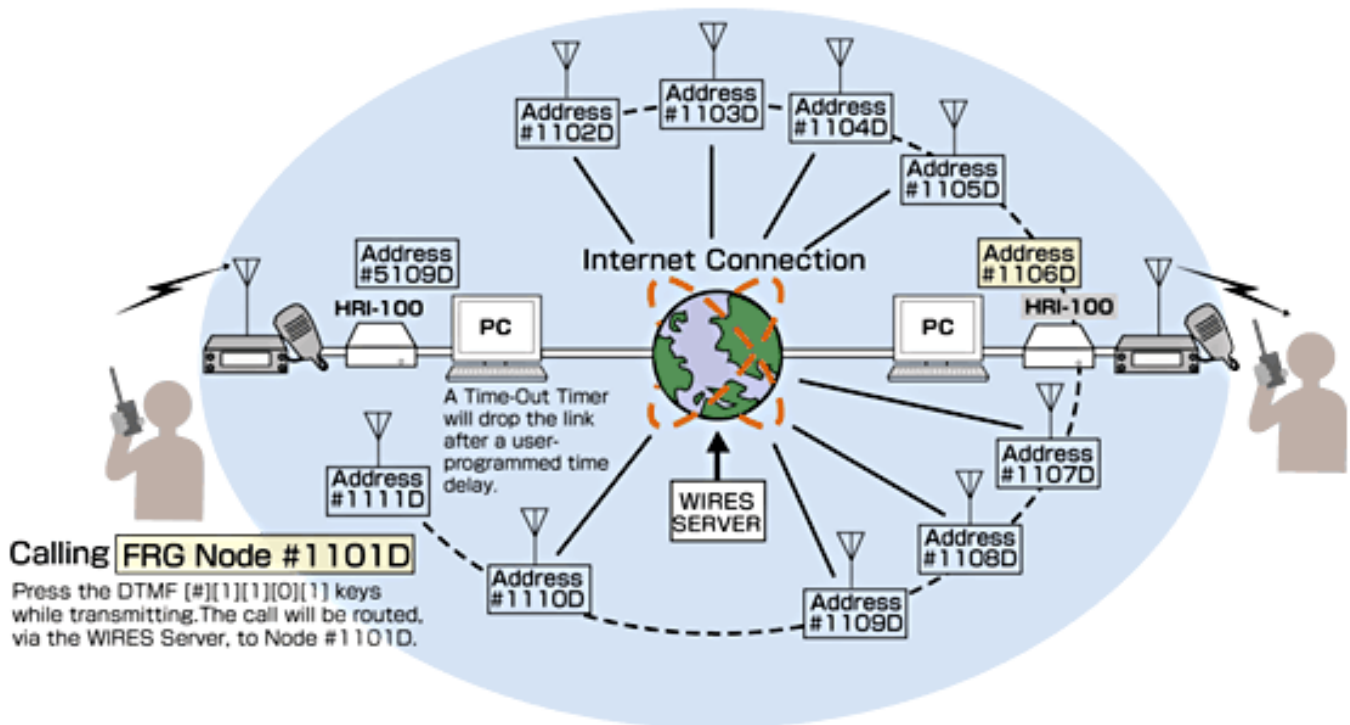 Address
#1102D
Address
#1103D
Address
#1104D
Address
#1105D
Address
#5109D
Internet Connection
Address
#1106D
HRI-100
PC
PC
HRI-100
A Time-Out Timer
will drop the link
after a user-
programmed time
delay.
Address
#1107D
Address
#1111D
WIRES
SERVER
Address
#1108D
Address
#1110D
Address
#1109D
Calling FRG Node #1101D
Press the DTMF [#][1][1][0][1] keys
while transmitting.The call will be routed,
via the WIRES Server, to Node #1101D.